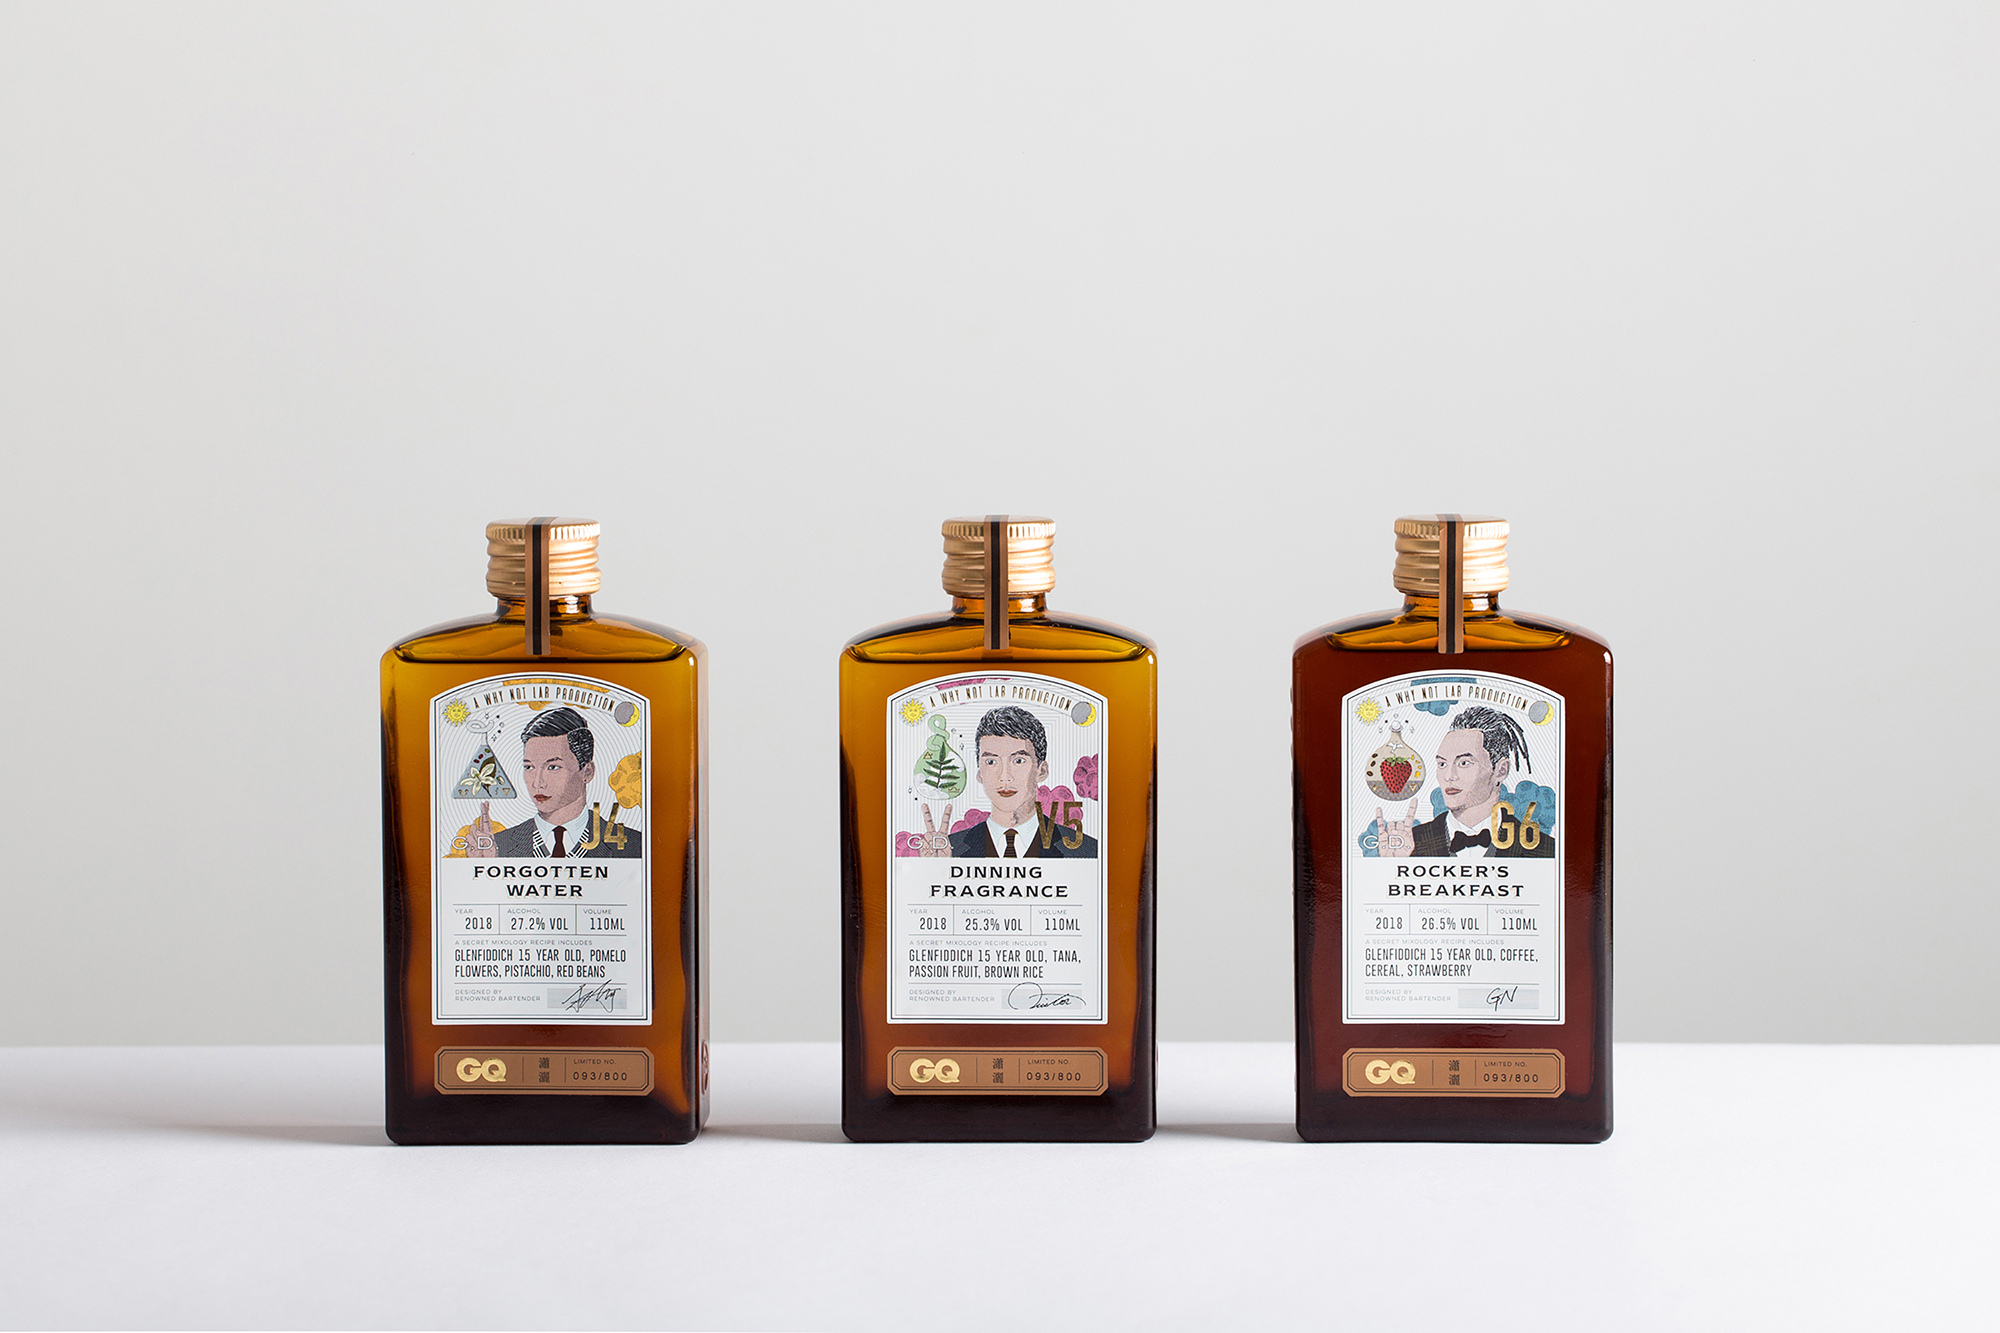 A WHY NOT LAB PRODUCTION
G.D.
J4
FORGOTTEN
WATER
YEAR
2018
ALCOHOL
27.2% VOL
VOLUME
110ML
A SECRET MIXOLOGY RECIPE INCLUDES
GLENFIDDICH 15 YEAR OLD, POMELO
FLOWERS, PISTACHIO, RED BEANS
DESIGNED BY
RENOWNED BARTENDER
GQ
LIMITED NO.
093/800
A WHY NOT LAB PRODUCTION
G.D.
V5
DINNING
FRAGRANCE
YEAR
2018
ALCOHOL
25.3% VOL
VOLUME
110ML
A SECRET MIXOLOGY RECIPE INCLUDES
GLENFIDDICH 15 YEAR OLD, TANA,
PASSION FRUIT, BROWN RICE
DESIGNED BY
RENOWNED BARTENDER
GQ
LIMITED NO.
093/800
A WHY NOT LAB PRODUCTION
G.D.
G6
ROCKER'S
BREAKFAST
YEAR
2018
ALCOHOL
26.5% VOL
VOLUME
110ML
A SECRET MIXOLOGY RECIPE INCLUDES
GLENFIDDICH 15 YEAR OLD, COFFEE,
CEREAL, STRAWBERRY
DESIGNED BY
RENOWNED BARTENDER
GN
GQ
LIMITED NO.
093/800